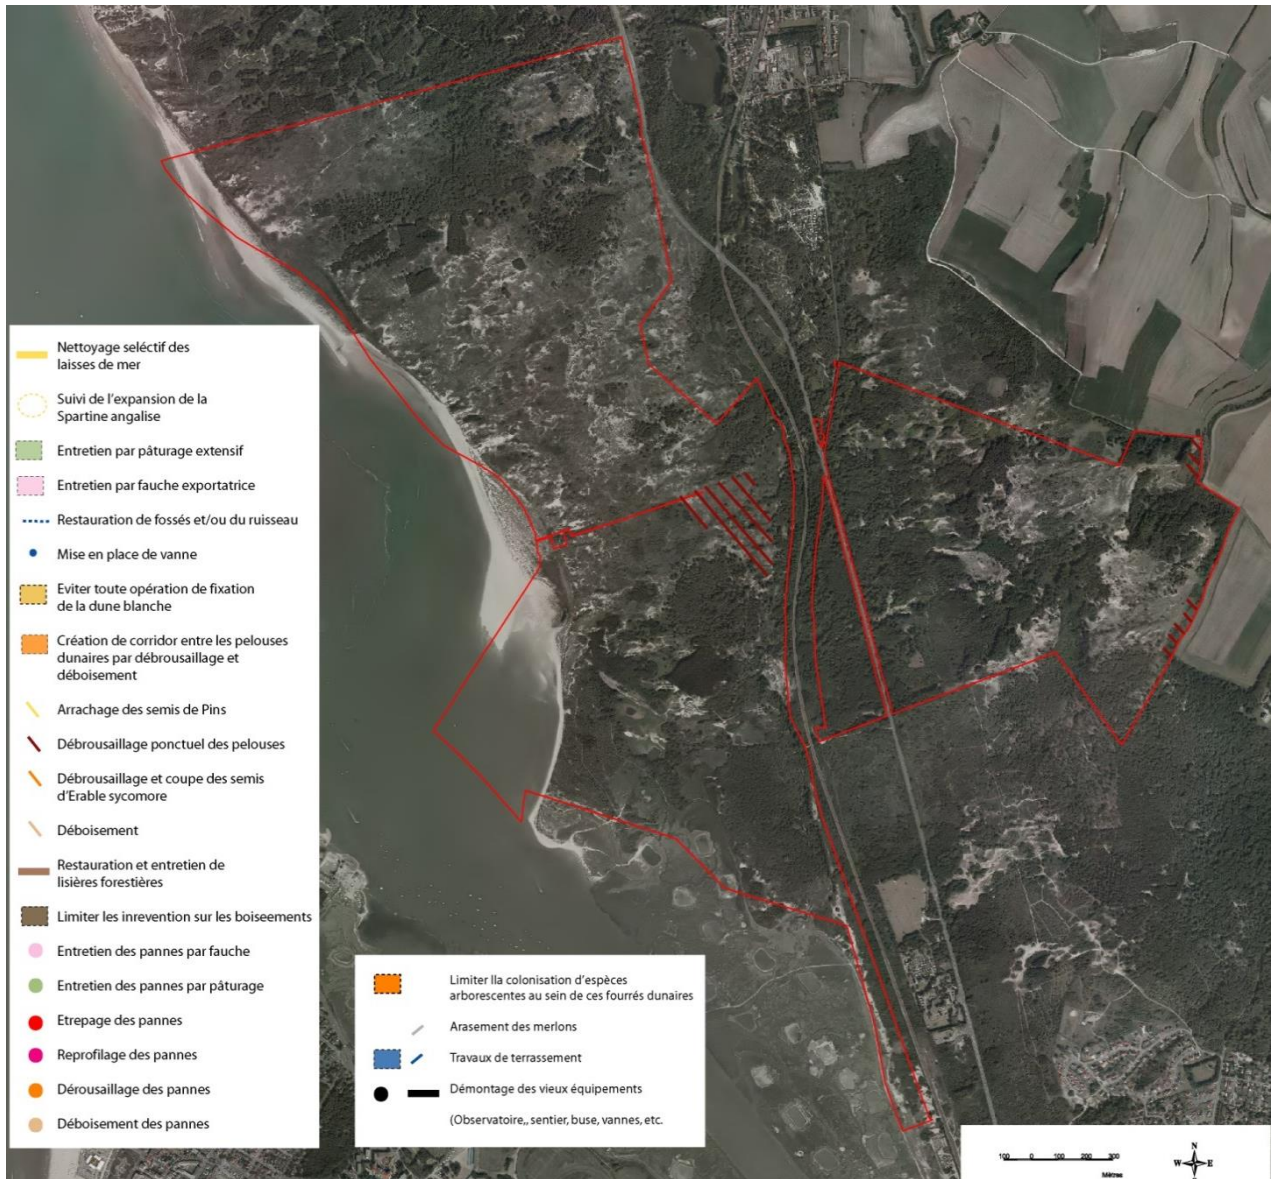 Nettoyage seléctif des
laisses de mer
Suivi de l'expansion de la
Spartine angalise
Entretien par pâturage extensif
Entretien par fauche exportatrice
Restauration de fossés et/ou du ruisseau
Mise en place de vanne
Eviter toute opération de fixation
de la dune blanche
Création de corridor entre les pelouses
dunaires par débrousaillage et
déboisement
Arrachage des semis de Pins
Débrousaillage ponctuel des pelouses
Débrousaillage et coupe des semis
d'Erable sycomore
Déboisement
Restauration et entretien de
lisières forestières
Limiter les inrevention sur les boiseements
Entretien des pannes par fauche
Entretien des pannes par pâturage
Etrepage des pannes
Reprofilage des pannes
Dérousaillage des pannes
Déboisement des pannes
Limiter lla colonisation d'espèces
arborescentes au sein de ces fourrés dunaires
Arasement des merlons
Travaux de terrassement
Démontage des vieux équipements
(Observatoire,, sentier, buse, vannes, etc.
100 0 100 200 300
Mètres
N
W E